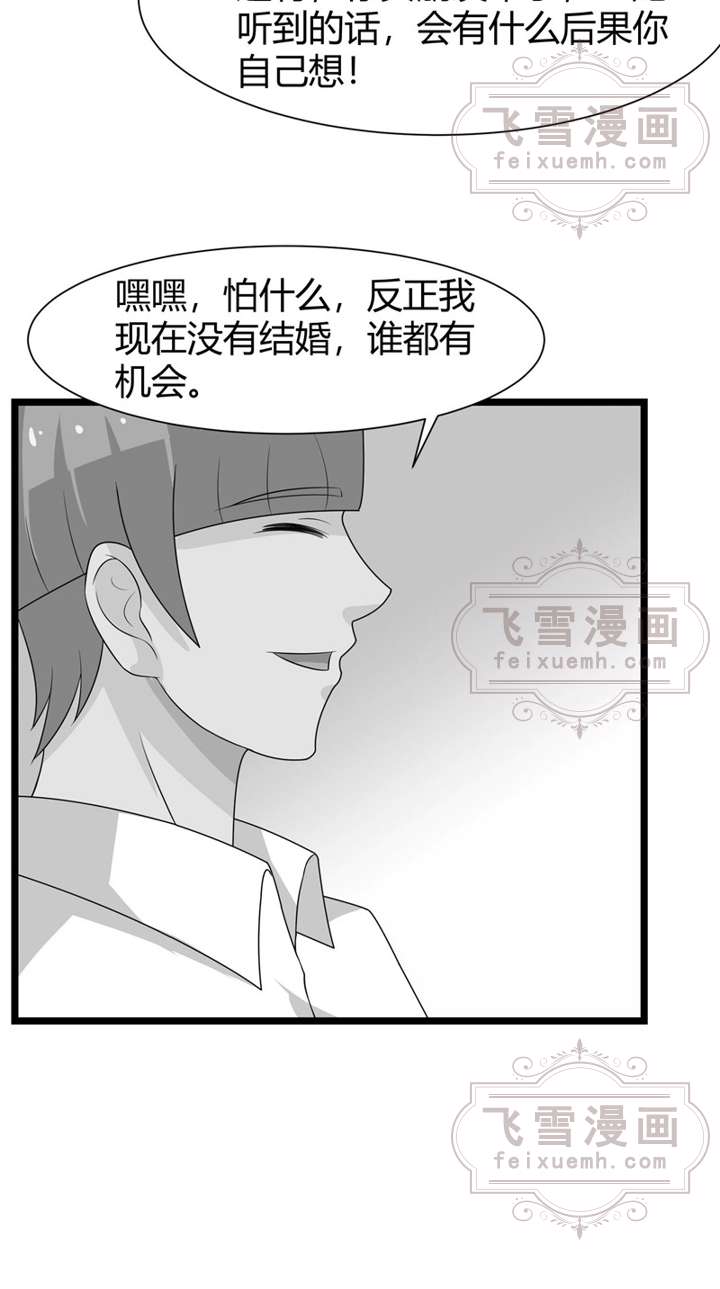 听到的话，会有什么后果你
自己想！
飞雪漫画
feixuemh.com
嘿嘿，怕什么，反正我
现在没有结婚，谁都有
机会。
飞雪漫画
feixuemh.com
飞雪漫画
feixuemh.com